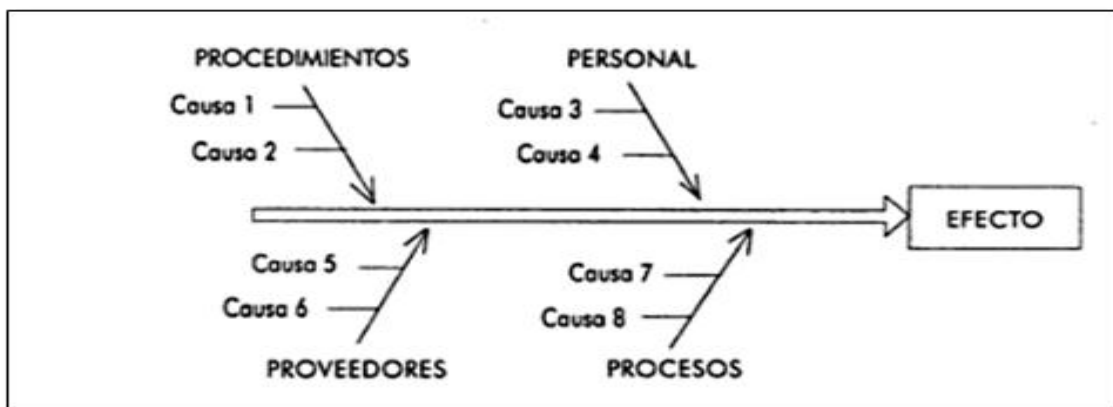 PROCEDIMIENTOS
PERSONAL
Causa 1
Causa 2
Causa 3
Causa 4
EFECTO
Causa 5
Causa 6
Causa 7
Causa 8
PROVEEDORES
PROCESOS